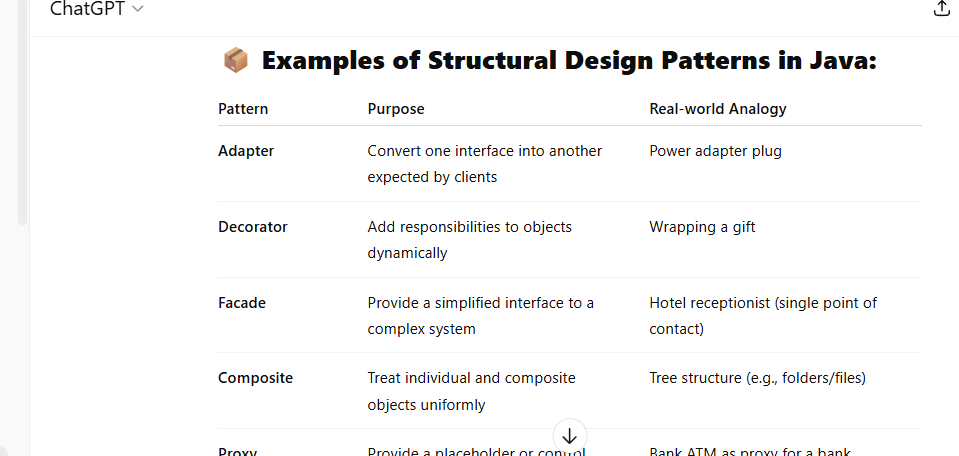 ChatGPT
Examples of Structural Design Patterns in Java:
Pattern Purpose Real-world Analogy
Adapter Convert one interface into another Power adapter plug
expected by clients
Decorator Add responsibilities to objects Wrapping a gift
dynamically
Facade Provide a simplified interface to a Hotel receptionist (single point of
complex system contact)
Composite Treat individual and composite Tree structure (e.g., folders/files)
objects uniformly
Proxy Provide a placeholder or control Bank ATM as proxy for a bank